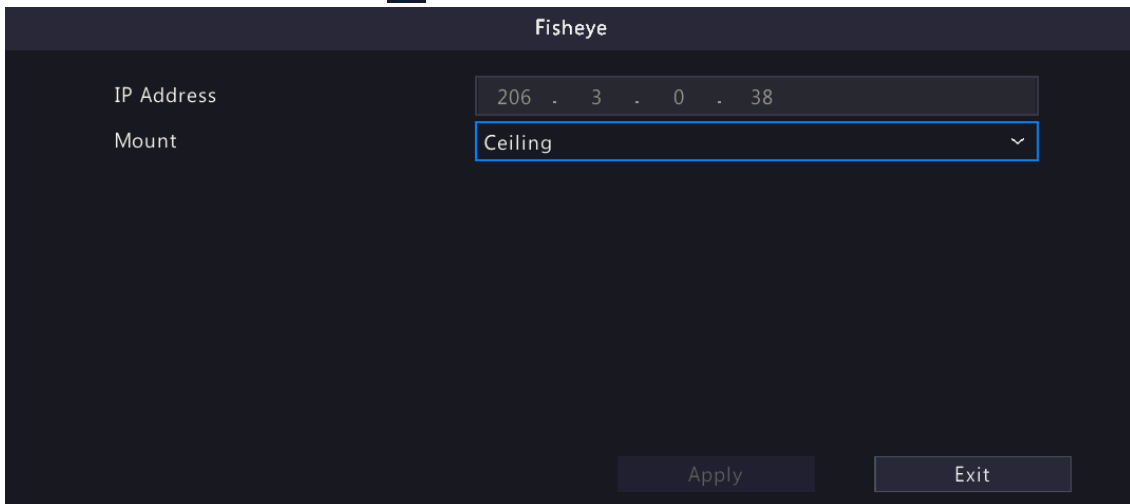 Fisheye
IP Address 206 . 3 . 0 . 38
Mount Ceiling
Apply Exit